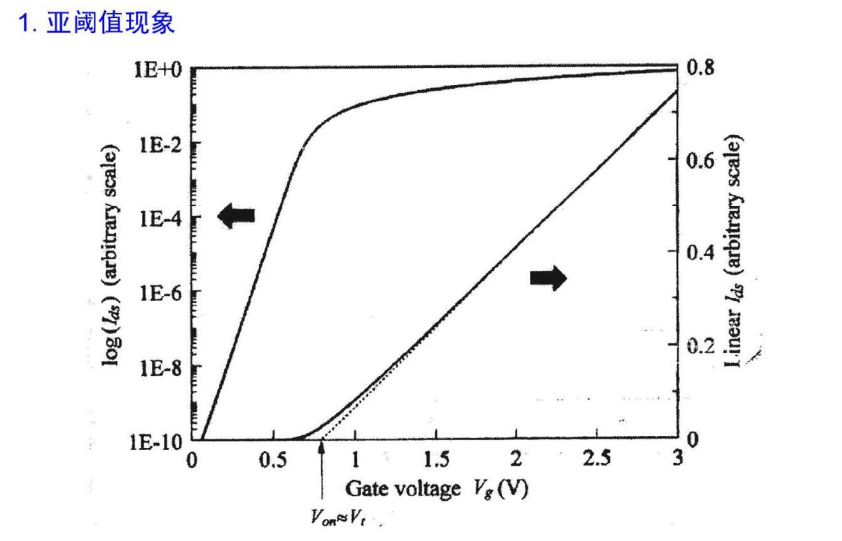 1. 亚阈值现象
1E+0
1E-2
1E-4
1E-6
1E-8
1E-10
log(Ids) (arbitrary scale)
0.8
0.6
0.4
0.2
0
Linear Ids (arbitrary scale)
0 0.5 1 1.5 2 2.5 3
Gate voltage Vg (V)
Von≈Vt